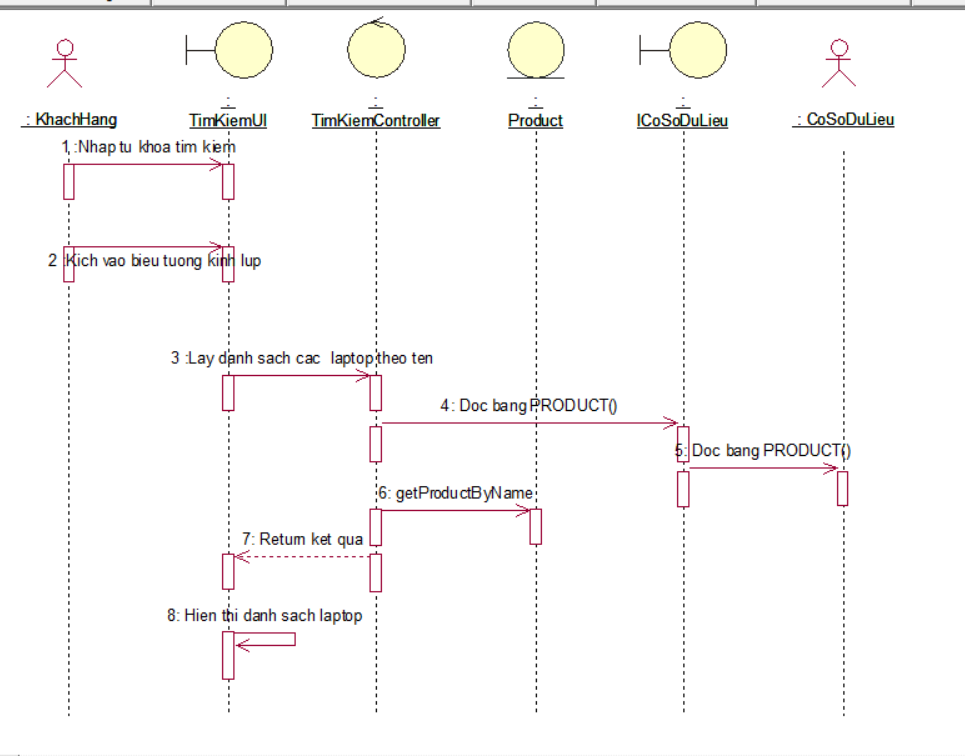 : KhachHang
:
TimKiemUI
:
TimKiemController
:
Product
:
ICoSoDuLieu
: CoSoDuLieu
1 :Nhap tu khoa tim kiem
2 :Kich vao bieu tuong kinh lup
3 :Lay danh sach cac laptop theo ten
4: Doc bang PRODUCT()
5: Doc bang PRODUCT()
6: getProductByName
7: Return ket qua
8: Hien thi danh sach laptop